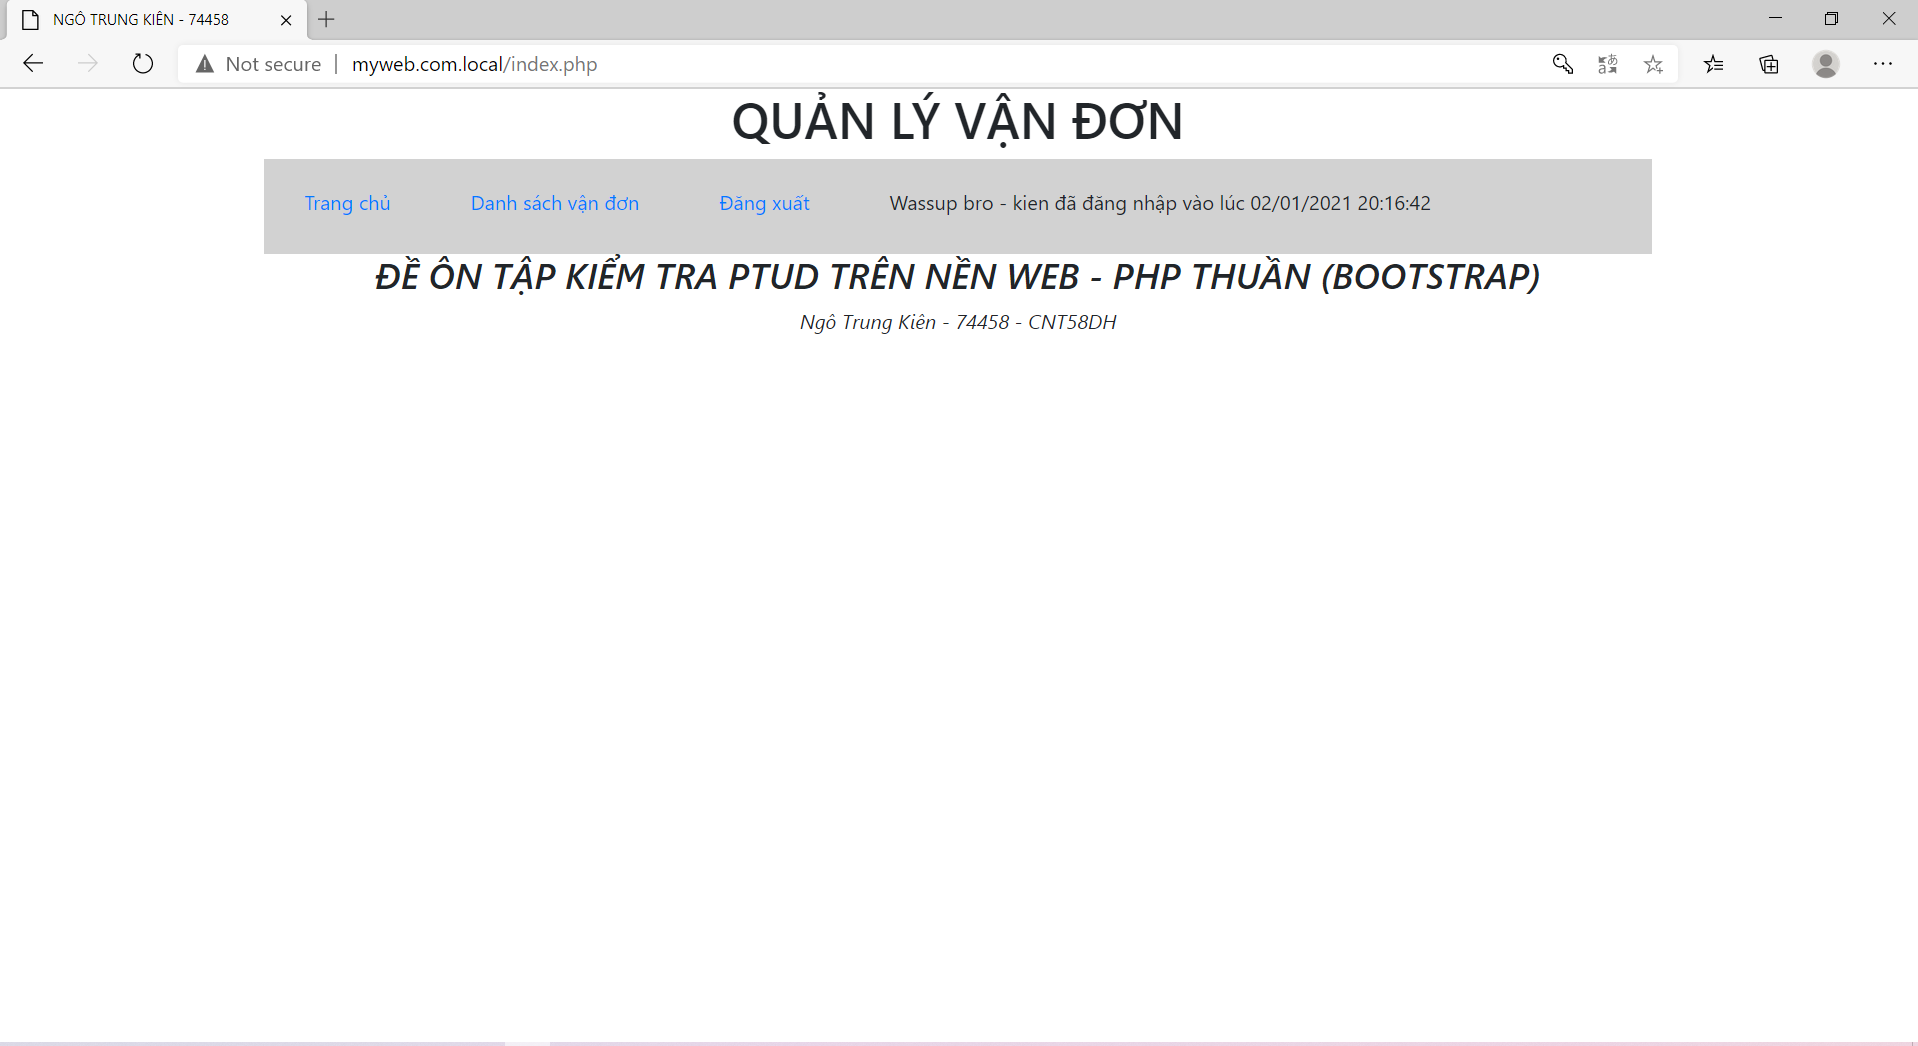 NGÔ TRUNG KIÊN - 74458
Not secure | myweb.com.local/index.php
QUẢN LÝ VẬN ĐƠN
Trang chủ Danh sách vận đơn Đăng xuất Wassup bro - kien đã đăng nhập vào lúc 02/01/2021 20:16:42
ĐỀ ÔN TẬP KIỂM TRA PTUD TRÊN NỀN WEB - PHP THUẦN (BOOTSTRAP)
Ngô Trung Kiên - 74458 - CNT58DH